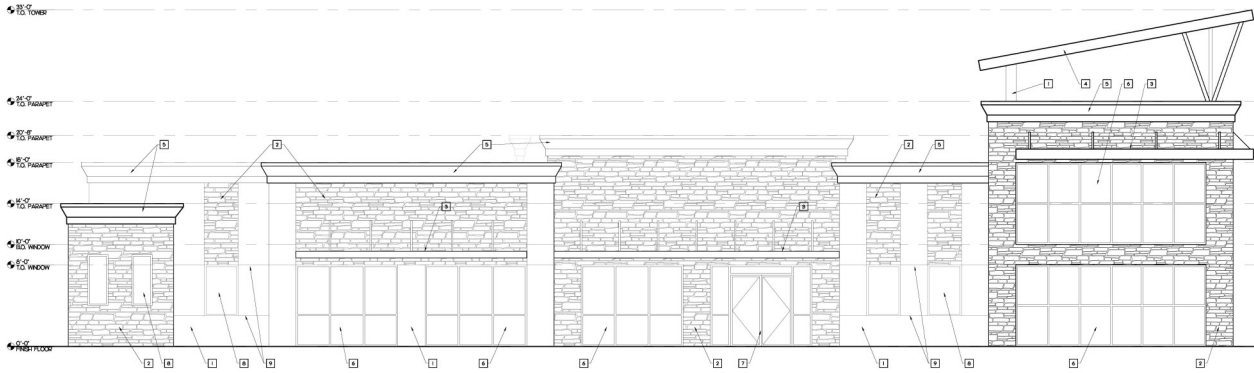 33'-0"
T.O. TOWER
1 4 5 6 3
24'-0"
T.O. PARAPET
20'-8"
T.O. PARAPET
5 2 5 2 5
18'-0"
T.O. PARAPET
14'-0"
T.O. PARAPET
3 3
10'-0"
B.O. WINDOW
8'-0"
T.O. WINDOW
0'-0"
FINISH FLOOR
2 8 1 8 9 6 1 6 6 2 7 1 9 8 6 2